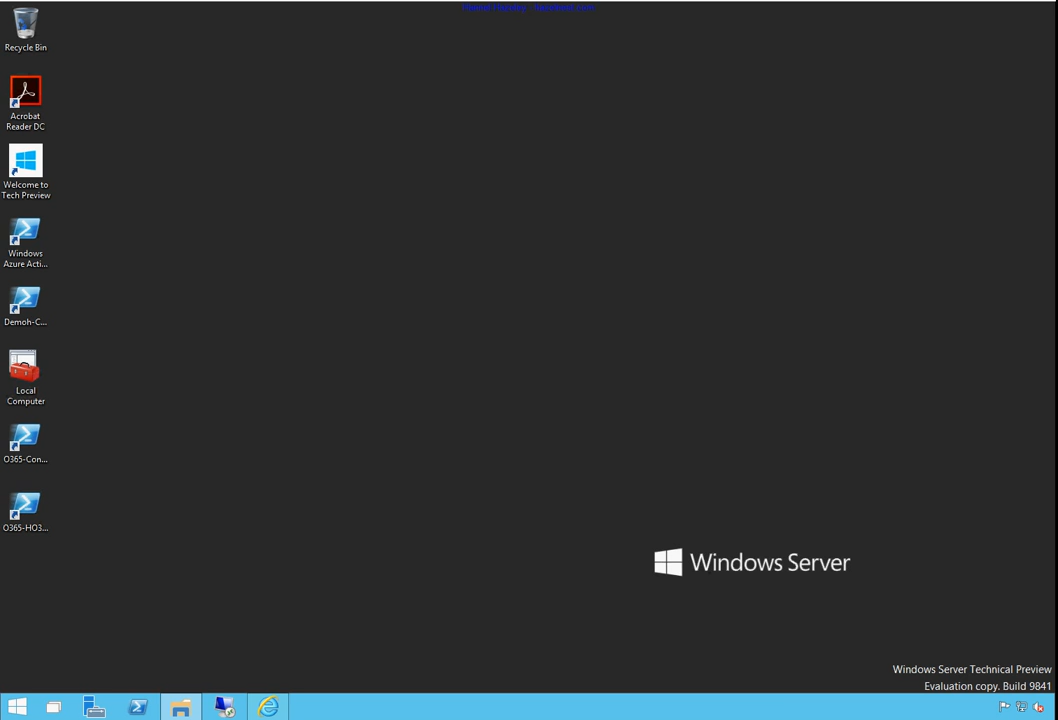 Recycle Bin
Acrobat
Reader DC
Welcome to
Tech Preview
Windows
Azure Acti...
Demoh-C...
Local
Computer
O365-Con...
O365-HO3...
Windows Server
Windows Server Technical Preview
Evaluation copy. Build 9841